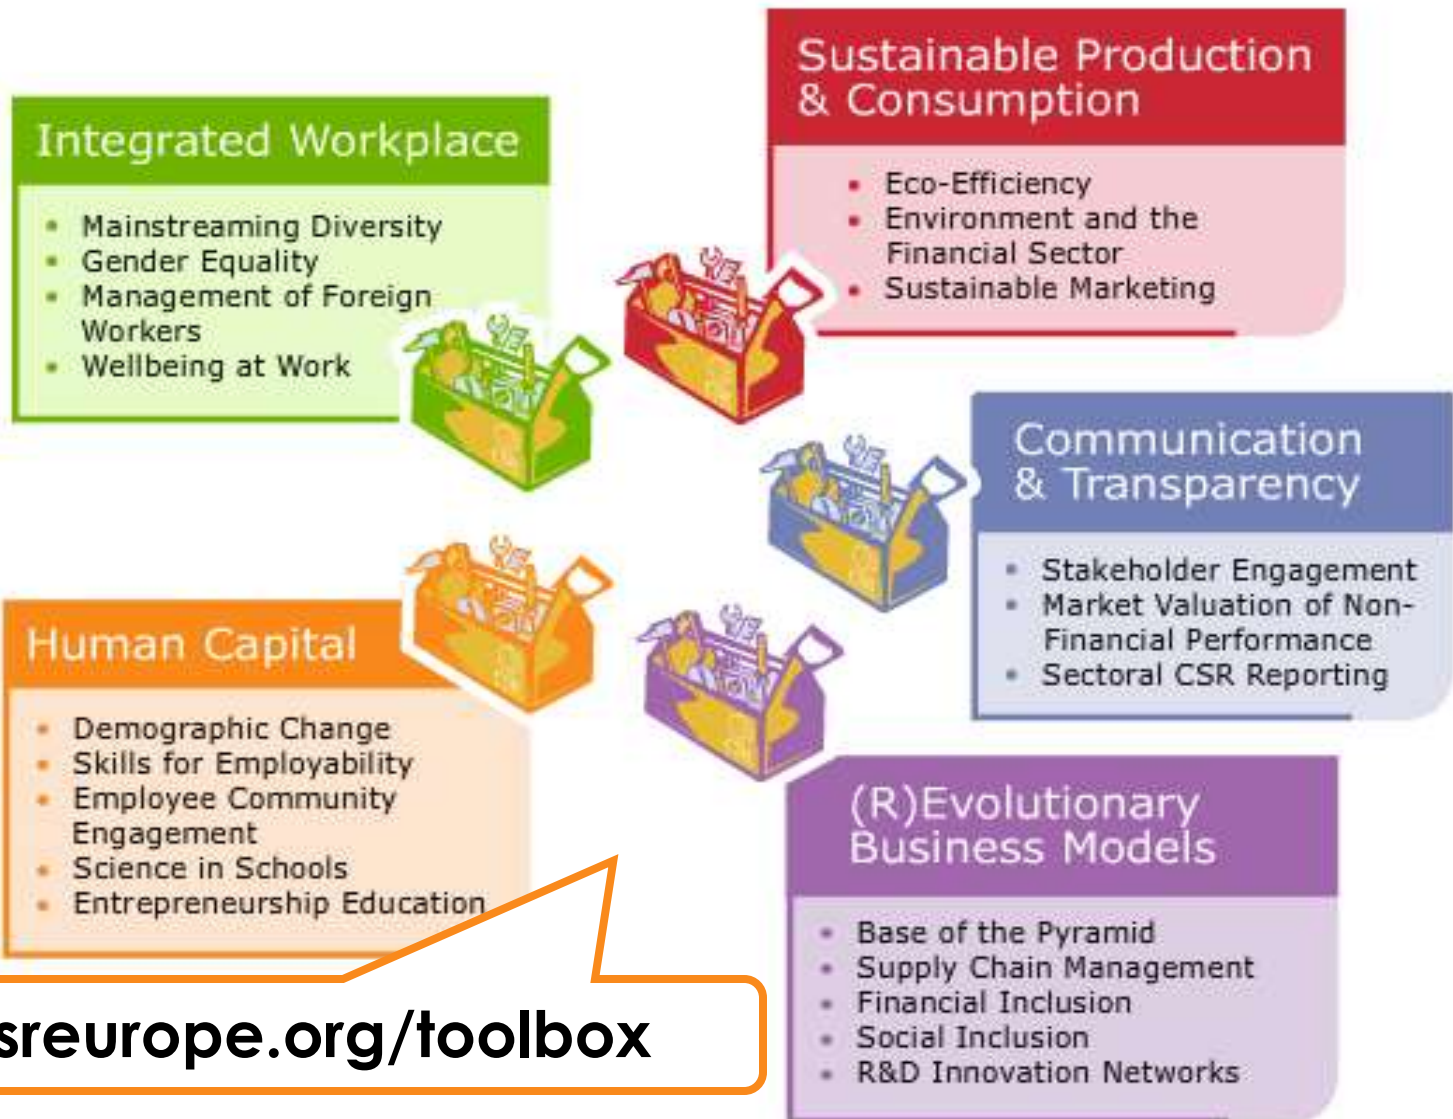 Sustainable Production
& Consumption
• Eco-Efficiency
• Environment and the
Financial Sector
• Sustainable Marketing
Integrated Workplace
• Mainstreaming Diversity
• Gender Equality
• Management of Foreign
Workers
• Wellbeing at Work
Communication
& Transparency
• Stakeholder Engagement
• Market Valuation of Non-
Financial Performance
• Sectoral CSR Reporting
Human Capital
• Demographic Change
• Skills for Employability
• Employee Community
Engagement
• Science in Schools
• Entrepreneurship Education
(R)Evolutionary
Business Models
• Base of the Pyramid
• Supply Chain Management
• Financial Inclusion
• Social Inclusion
• R&D Innovation Networks
sreurope.org/toolbox